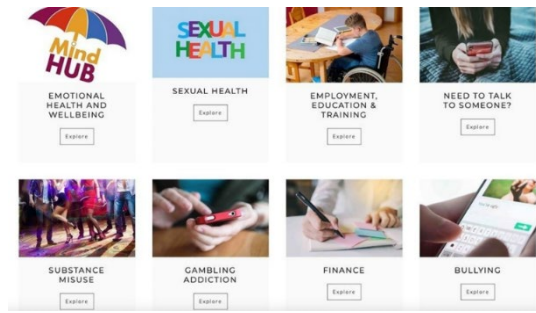 Mind
HUB
SEXUAL
HEALTH
EMOTIONAL
HEALTH AND
WELLBEING
Explore
SEXUAL HEALTH
Explore
EMPLOYMENT,
EDUCATION &
TRAINING
Explore
NEED TO TALK
TO SOMEONE?
Explore
SUBSTANCE
MISUSE
Explore
GAMBLING
ADDICTION
Explore
FINANCE
Explore
BULLYING
Explore